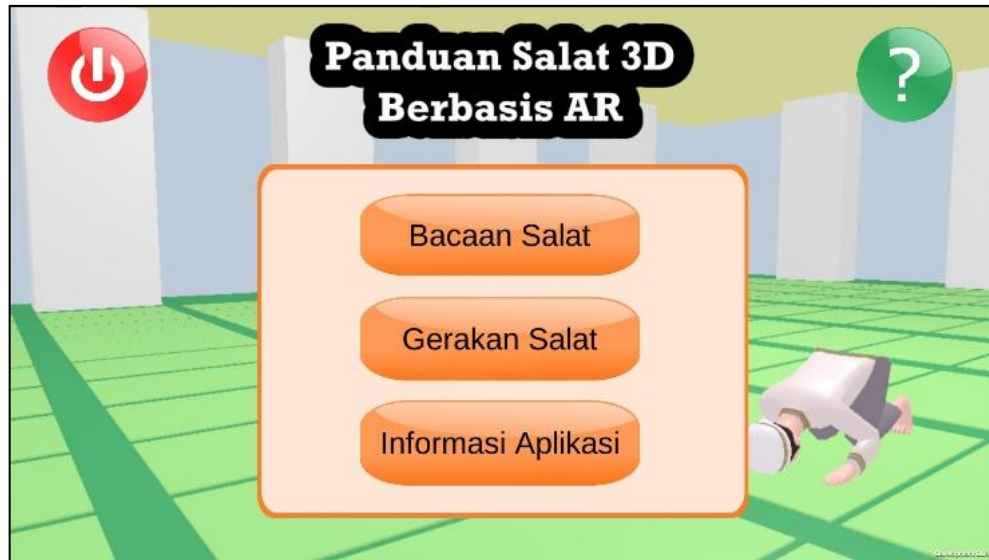 Panduan Salat 3D
Berbasis AR
?
Bacaan Salat
Gerakan Salat
Informasi Aplikasi